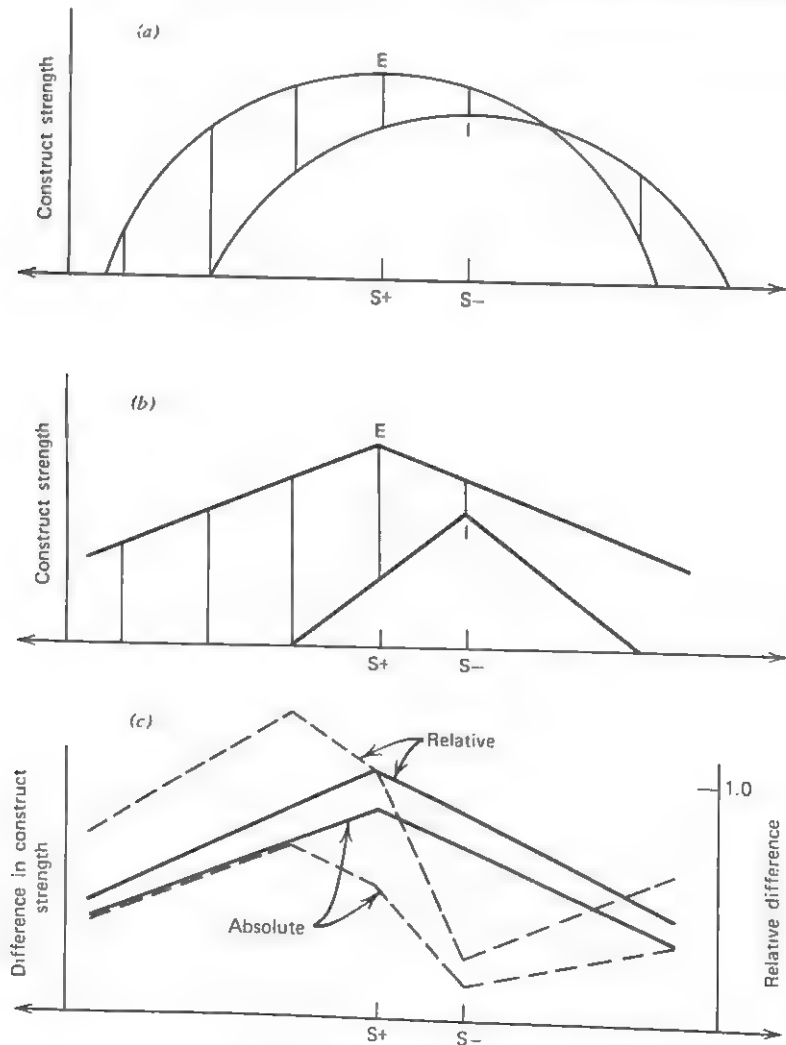 (a)
Construct strength
E
I
S+
S−
(b)
Construct strength
E
I
S+
S−
(c)
Difference in construct
strength
Relative
Absolute
1.0
Relative difference
S+
S−